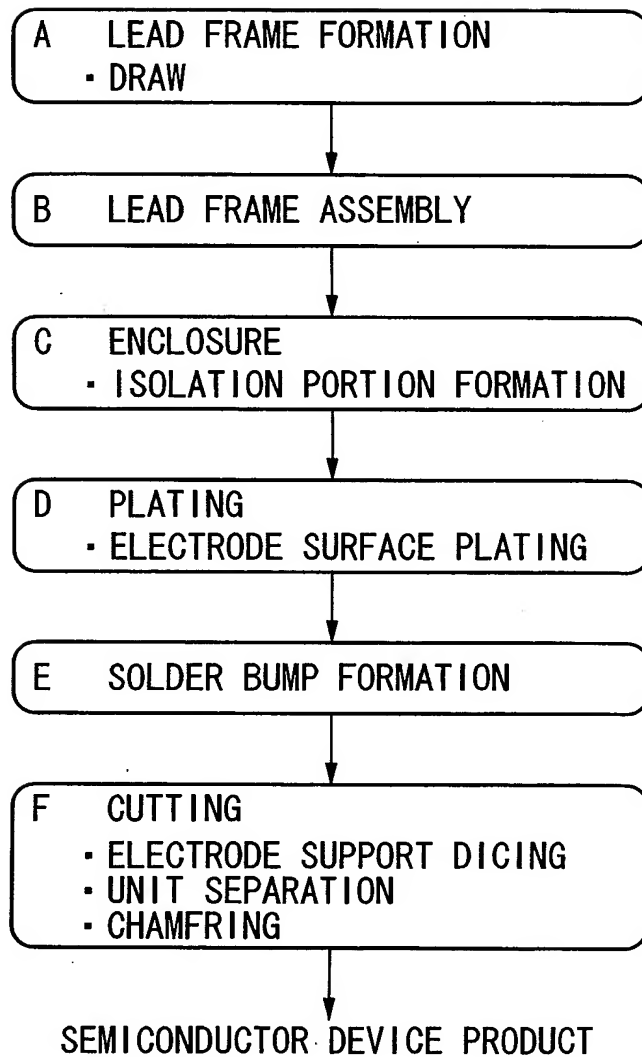 A LEAD FRAME FORMATION
· DRAW
B LEAD FRAME ASSEMBLY
C ENCLOSURE
· ISOLATION PORTION FORMATION
D PLATING
· ELECTRODE SURFACE PLATING
E SOLDER BUMP FORMATION
F CUTTING
· ELECTRODE SUPPORT DICING
· UNIT SEPARATION
· CHAMFRING
SEMICONDUCTOR DEVICE PRODUCT